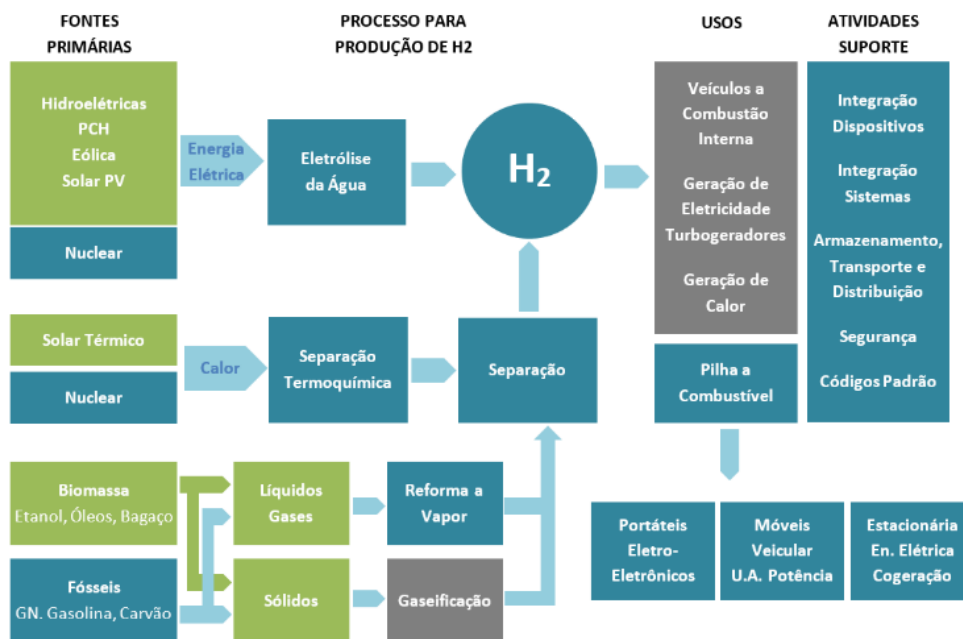 FONTES
PRIMÁRIAS
PROCESSO PARA
PRODUÇÃO DE H2
USOS
ATIVIDADES
SUPORTE
Hidroelétricas
PCH
Eólica
Solar PV
Nuclear
Energia
Elétrica
Eletrólise
da Água
H2
Veículos a
Combustão
Interna
Geração de
Eletricidade
Turbogeradores
Geração de
Calor
Pilha a
Combustível
Integração
Dispositivos
Integração
Sistemas
Armazenamento,
Transporte e
Distribuição
Segurança
Códigos Padrão
Solar Térmico
Nuclear
Calor
Separação
Termoquímica
Separação
Biomassa
Etanol, Óleos, Bagaço
Fósseis
GN. Gasolina, Carvão
Líquidos
Gases
Sólidos
Reforma a
Vapor
Gaseificação
Portáteis
Eletro-
Eletrônicos
Móveis
Veicular
U.A. Potência
Estacionária
En. Elétrica
Cogeração